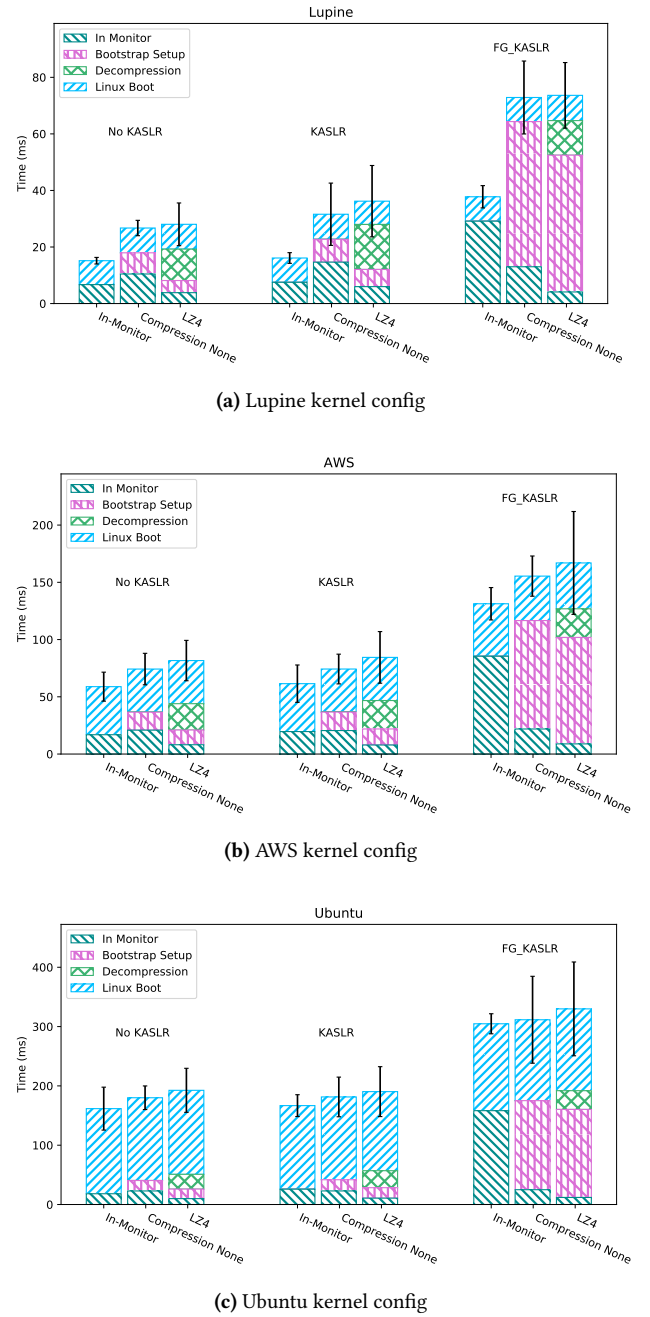 Lupine
In Monitor
Bootstrap Setup
Decompression
Linux Boot
No KASLR
KASLR
FG_KASLR
Time (ms)
0
20
40
60
80
In-Monitor
Compression None
LZ4
In-Monitor
Compression None
LZ4
In-Monitor
Compression None
LZ4
(a) Lupine kernel config
AWS
In Monitor
Bootstrap Setup
Decompression
Linux Boot
No KASLR
KASLR
FG_KASLR
Time (ms)
0
50
100
150
200
In-Monitor
Compression None
LZ4
In-Monitor
Compression None
LZ4
In-Monitor
Compression None
LZ4
(b) AWS kernel config
Ubuntu
In Monitor
Bootstrap Setup
Decompression
Linux Boot
No KASLR
KASLR
FG_KASLR
Time (ms)
0
100
200
300
400
In-Monitor
Compression None
LZ4
In-Monitor
Compression None
LZ4
In-Monitor
Compression None
LZ4
(c) Ubuntu kernel config